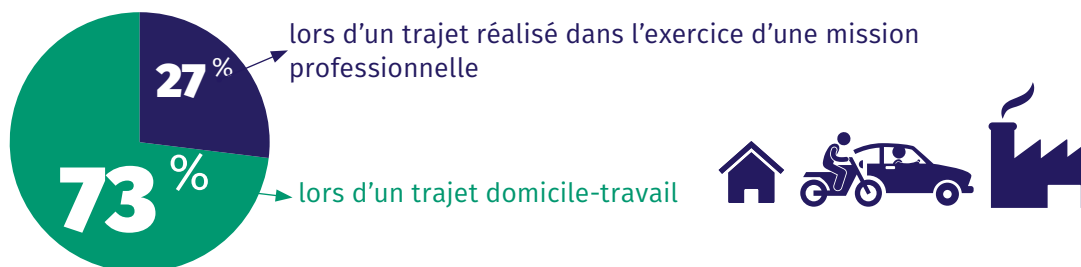 27 %
lors d’un trajet réalisé dans l’exercice d’une mission
professionnelle
73 %
lors d’un trajet domicile-travail